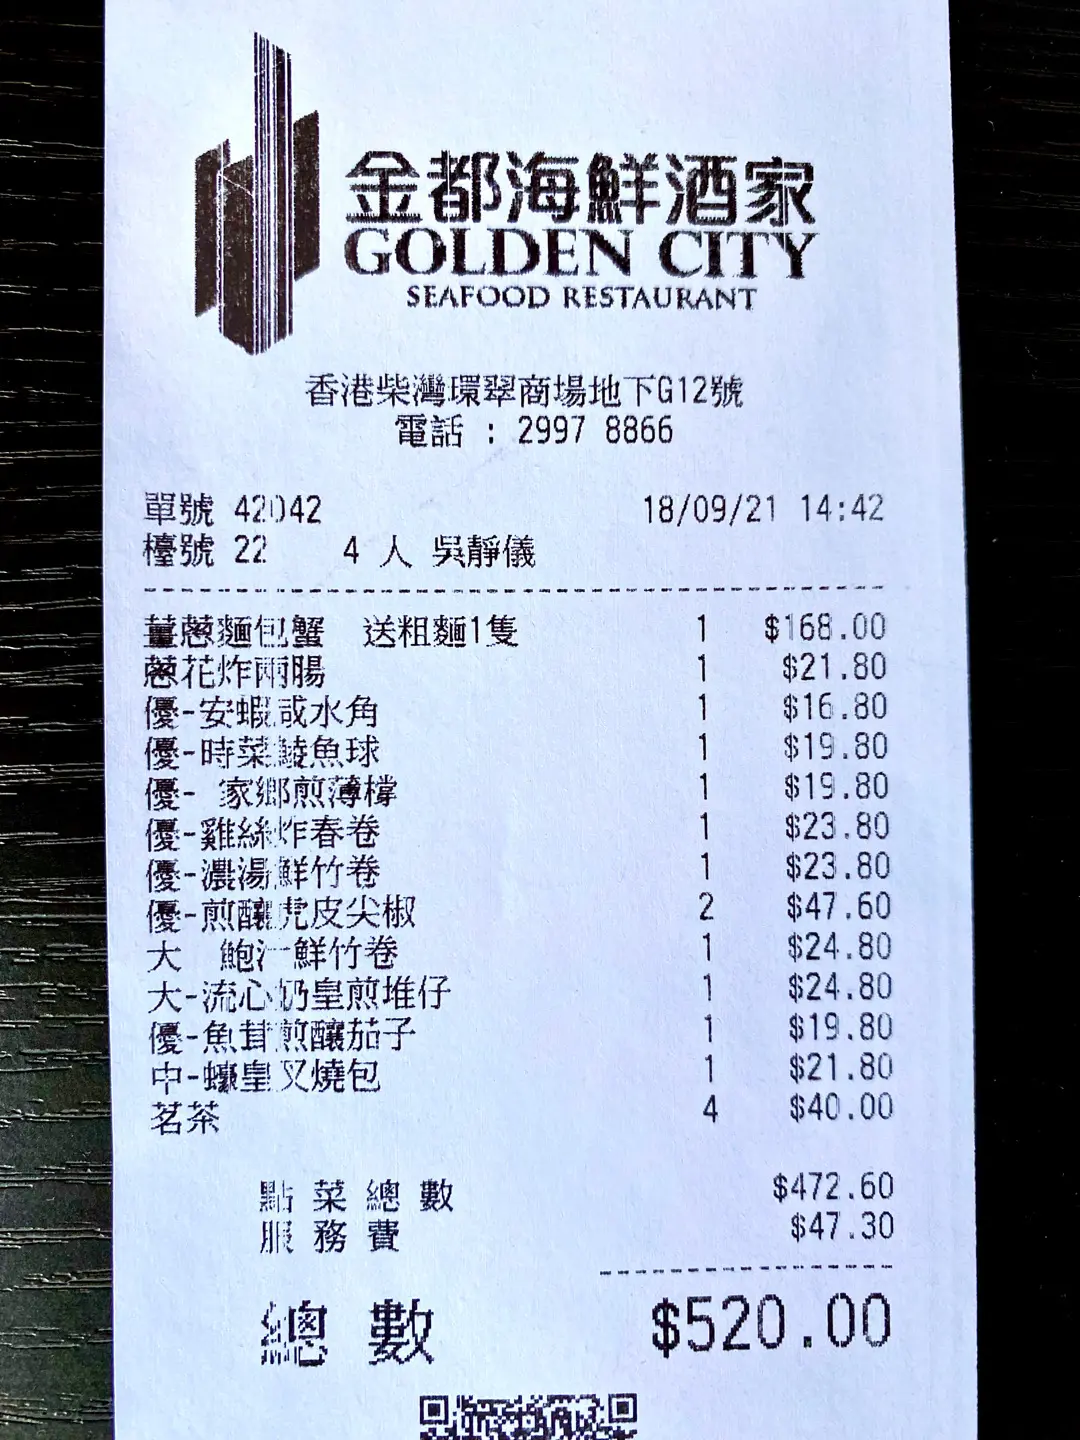 金都海鮮酒家
GOLDEN CITY
SEAFOOD RESTAURANT
香港柴灣環翠商場地下G12號
電話 : 2997 8866
單號 42042 18/09/21 14:42
檯號 22 4 人 吳靜儀
薑蔥麵包蟹 送粗麵1隻 1 $168.00
蔥花炸兩腸 1 $21.80
優-安蝦咸水角 1 $16.80
優-時菜鯪魚球 1 $19.80
優- 家鄉煎薄撐 1 $19.80
優-雞絲炸春卷 1 $23.80
優-濃湯鮮竹卷 1 $23.80
優-煎釀虎皮尖椒 2 $47.60
大 鮑汁鮮竹卷 1 $24.80
大-流心奶皇煎堆仔 1 $24.80
優-魚茸煎釀茄子 1 $19.80
中-蠔皇叉燒包 1 $21.80
茗茶 4 $40.00
點菜總數 $472.60
服務費 $47.30
總數 $520.00